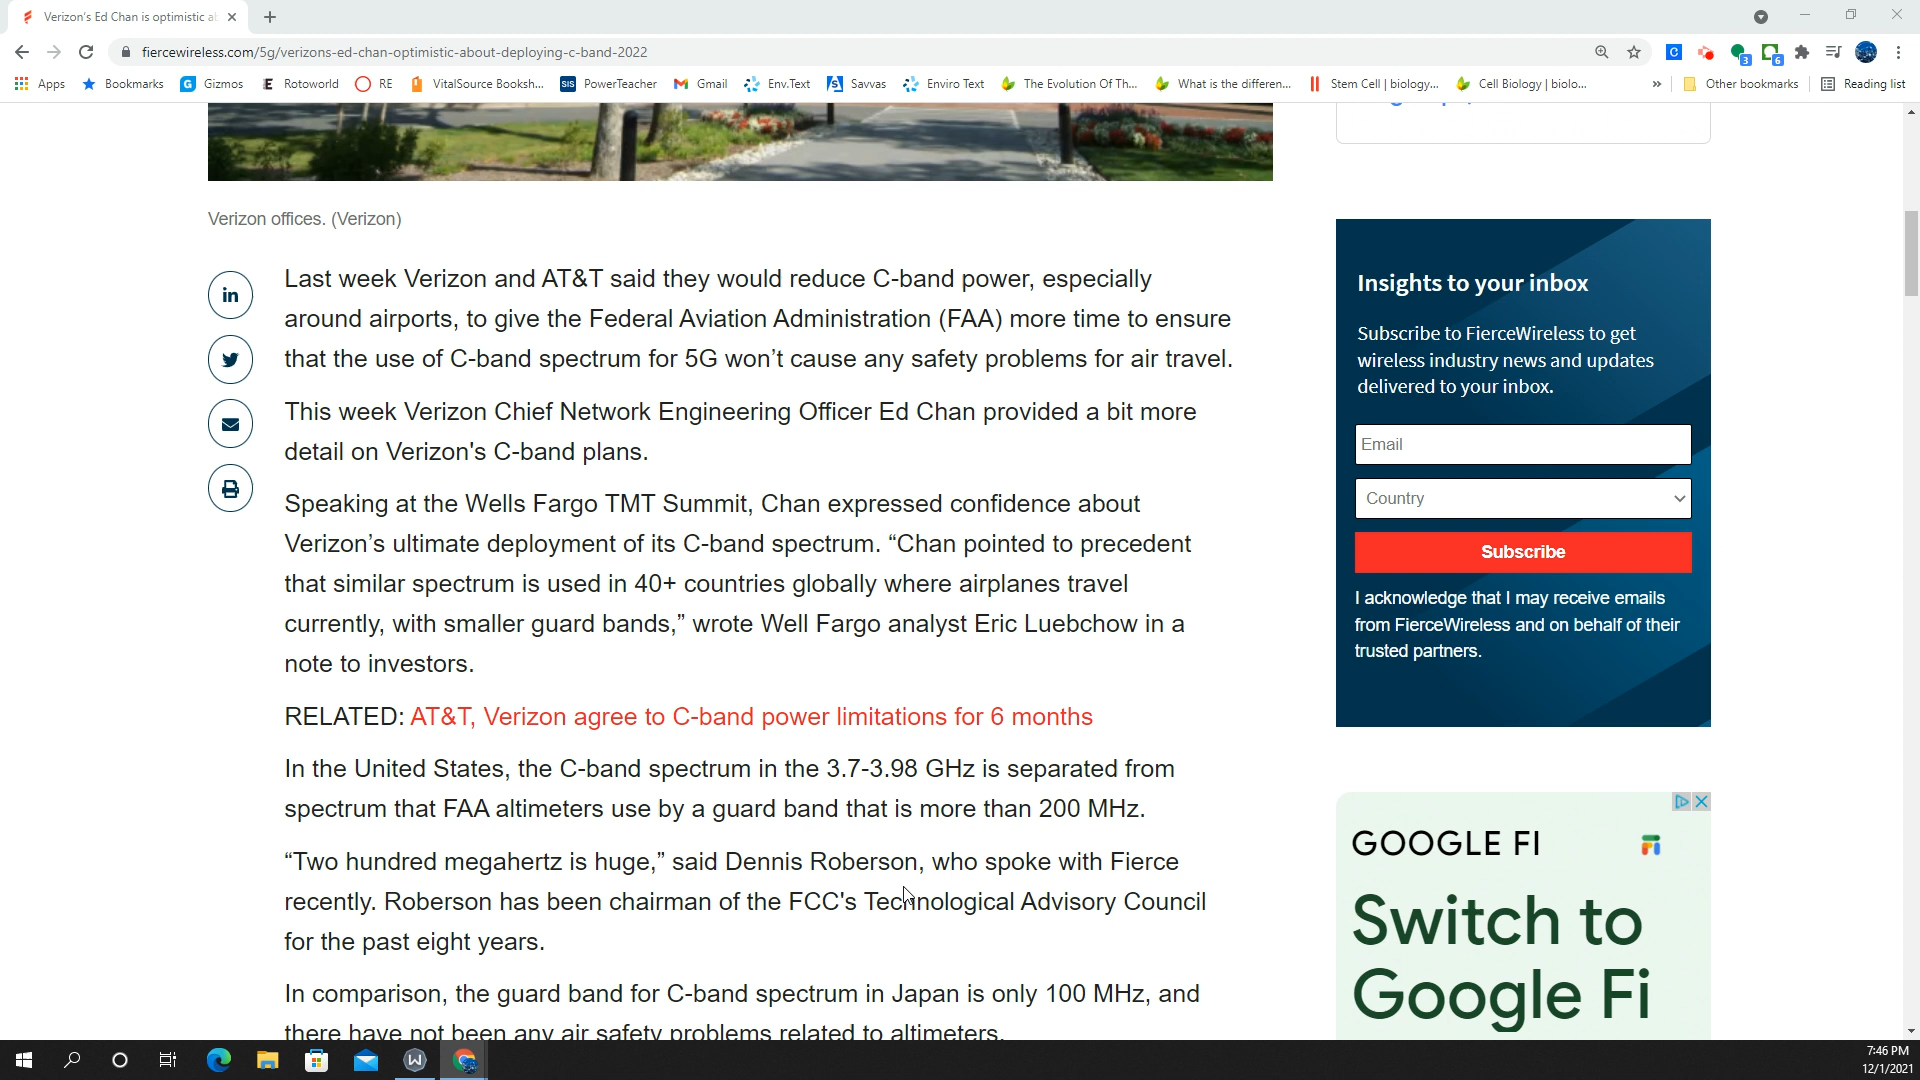 Verizon's Ed Chan is optimistic ab
fiercewireless.com/5g/verizons-ed-chan-optimistic-about-deploying-c-band-2022
3
6
Apps
Bookmarks
Gizmos
Rotoworld
RE
VitalSource Booksh...
SIS
PowerTeacher
Gmail
Env.Text
Savvas
Enviro Text
The Evolution Of Th...
What is the differen...
Stem Cell | biology...
Cell Biology | biolo...
»
Other bookmarks
Reading list
Verizon offices. (Verizon)
in
Last week Verizon and AT&T said they would reduce C-band power, especially
around airports, to give the Federal Aviation Administration (FAA) more time to ensure
that the use of C-band spectrum for 5G won’t cause any safety problems for air travel.
This week Verizon Chief Network Engineering Officer Ed Chan provided a bit more
detail on Verizon's C-band plans.
Speaking at the Wells Fargo TMT Summit, Chan expressed confidence about
Verizon’s ultimate deployment of its C-band spectrum. “Chan pointed to precedent
that similar spectrum is used in 40+ countries globally where airplanes travel
currently, with smaller guard bands,” wrote Well Fargo analyst Eric Luebchow in a
note to investors.
RELATED: AT&T, Verizon agree to C-band power limitations for 6 months
In the United States, the C-band spectrum in the 3.7-3.98 GHz is separated from
spectrum that FAA altimeters use by a guard band that is more than 200 MHz.
“Two hundred megahertz is huge,” said Dennis Roberson, who spoke with Fierce
recently. Roberson has been chairman of the FCC's Technological Advisory Council
for the past eight years.
In comparison, the guard band for C-band spectrum in Japan is only 100 MHz, and
there have not been any air safety problems related to altimeters.
Insights to your inbox
Subscribe to FierceWireless to get
wireless industry news and updates
delivered to your inbox.
Email
Country
Subscribe
I acknowledge that I may receive emails
from FierceWireless and on behalf of their
trusted partners.
GOOGLE FI
Switch to
Google Fi
7:46 PM
12/1/2021